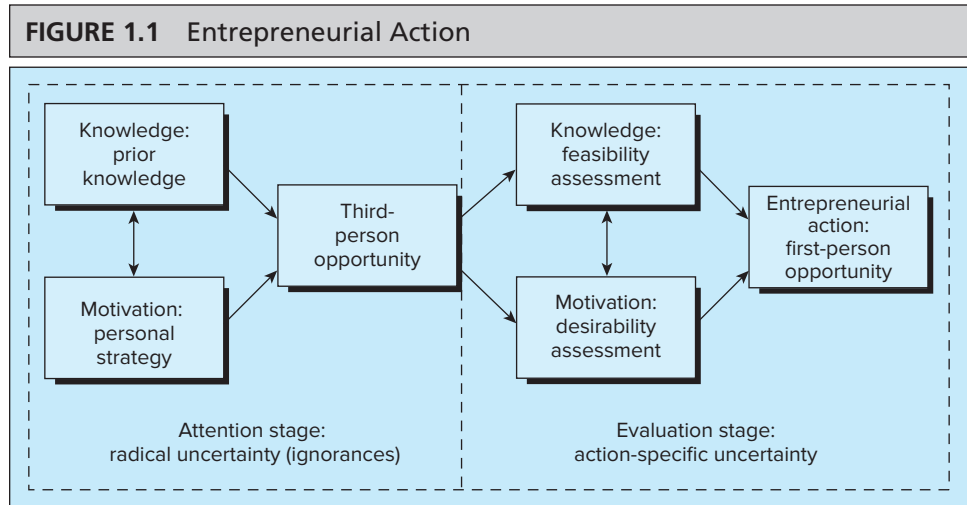 FIGURE 1.1 Entrepreneurial Action
Knowledge:
prior
knowledge
Motivation:
personal
strategy
Third-
person
opportunity
Attention stage:
radical uncertainty (ignorances)
Knowledge:
feasibility
assessment
Motivation:
desirability
assessment
Entrepreneurial
action:
first-person
opportunity
Evaluation stage:
action-specific uncertainty